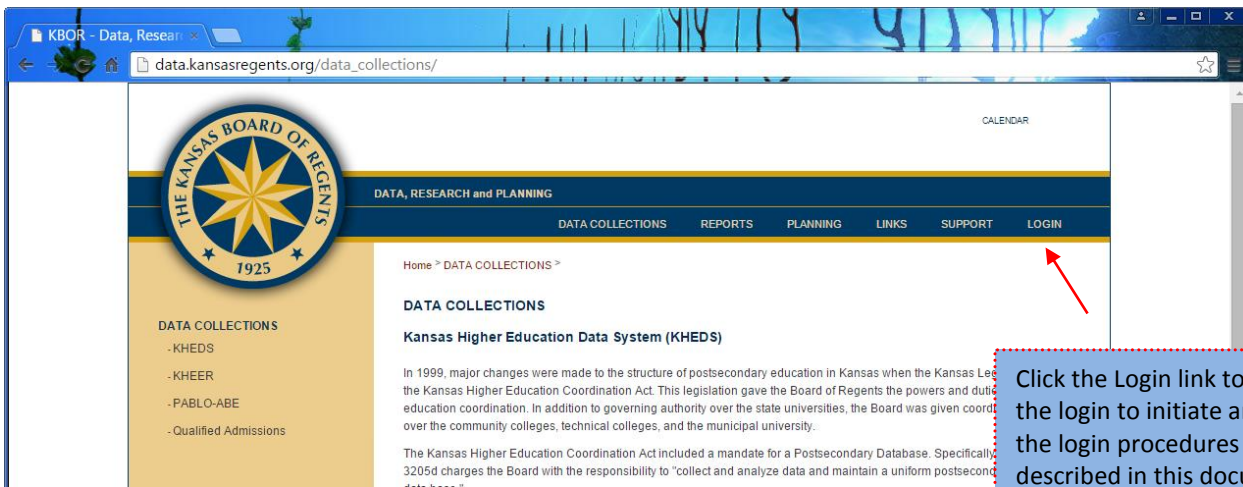 KBOR - Data, Resear
data.kansasregents.org/data_collections/
THE KANSAS BOARD OF REGENTS
1925
CALENDAR
DATA, RESEARCH and PLANNING
DATA COLLECTIONS REPORTS PLANNING LINKS SUPPORT LOGIN
Home > DATA COLLECTIONS >
DATA COLLECTIONS
-KHEDS
-KHEER
-PABLO-ABE
-Qualified Admissions
DATA COLLECTIONS
Kansas Higher Education Data System (KHEDS)
In 1999, major changes were made to the structure of postsecondary education in Kansas when the Kansas
the Kansas Higher Education Coordination Act. This legislation gave the Board of Regents the powers and
education coordination. In addition to governing authority over the state universities, the Board was given
over the community colleges, technical colleges, and the municipal university.
The Kansas Higher Education Coordination Act included a mandate for a Postsecondary Database. Specifically
3205d charges the Board with the responsibility to "collect and analyze data and maintain a uniform
data base."
Click the Login link to
the login to initiate
the login procedures
described in this